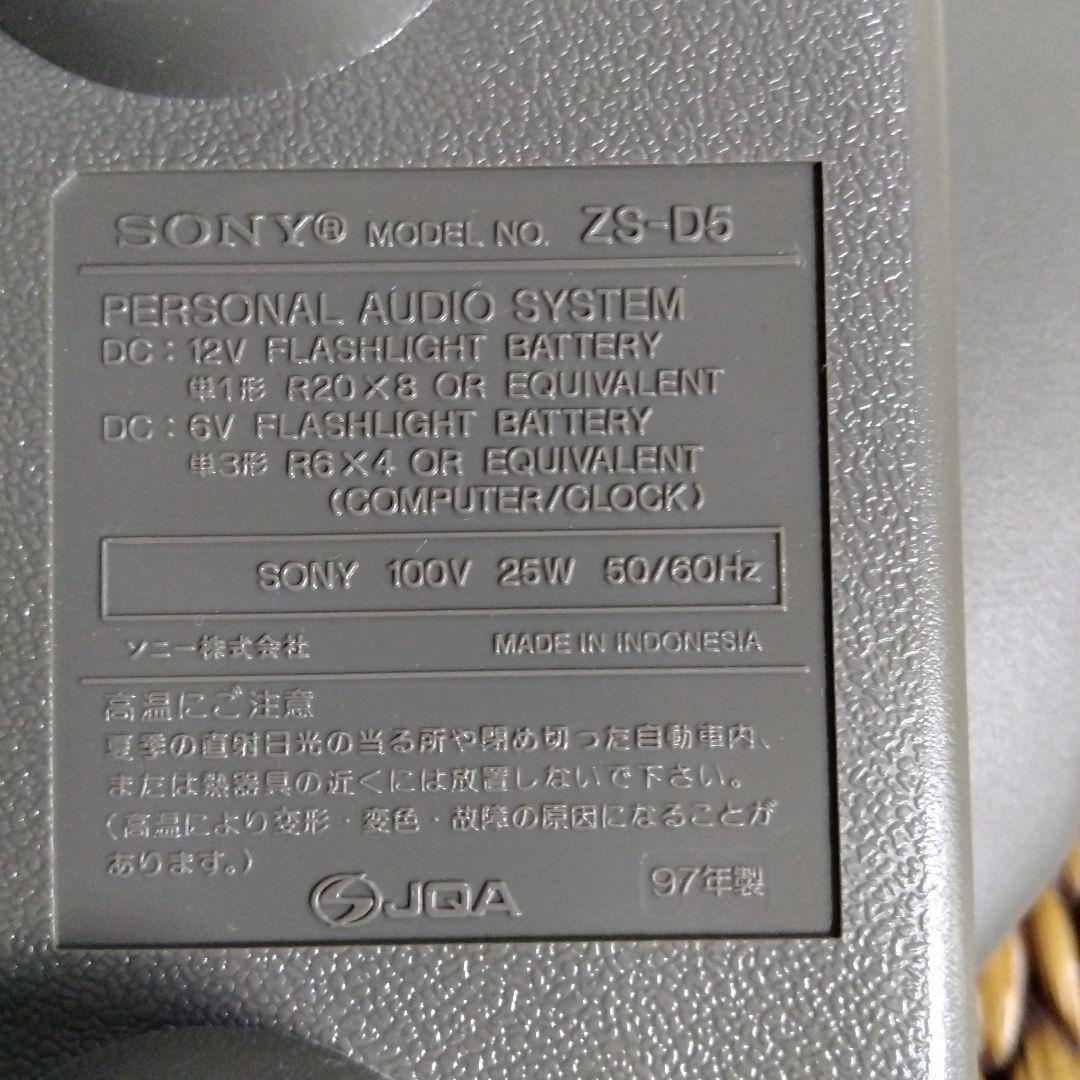 SONY® MODEL NO. ZS-D5
PERSONAL AUDIO SYSTEM
DC : 12V FLASHLIGHT BATTERY
単1形 R20×8 OR EQUIVALENT
DC : 6V FLASHLIGHT BATTERY
単3形 R6×4 OR EQUIVALENT
(COMPUTER/CLOCK)
SONY 100V 25W 50/60Hz
ソニー株式会社 MADE IN INDONESIA
高温にご注意
夏季の直射日光の当る所や閉め切った自動車内、
または熱器具の近くには放置しないで下さい。
(高温により変形・変色・故障の原因になることが
あります。)
JQA 97年製